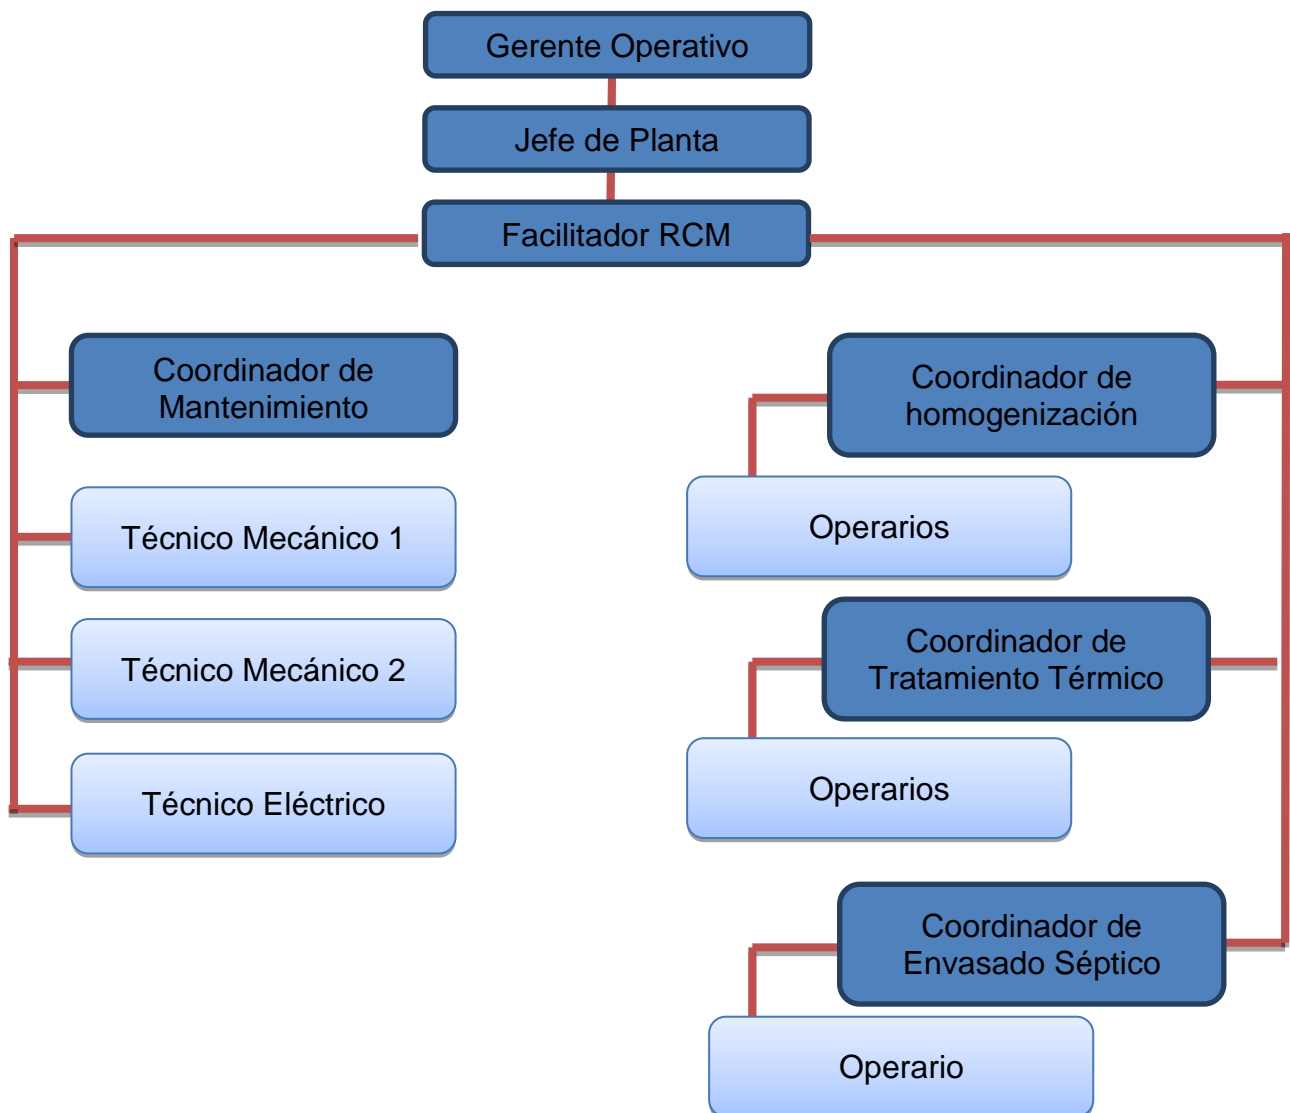 Gerente Operativo
Jefe de Planta
Facilitador RCM
Coordinador de
Mantenimiento
Técnico Mecánico 1
Técnico Mecánico 2
Técnico Eléctrico
Coordinador de
homogenización
Operarios
Coordinador de
Tratamiento Térmico
Operarios
Coordinador de
Envasado Séptico
Operario